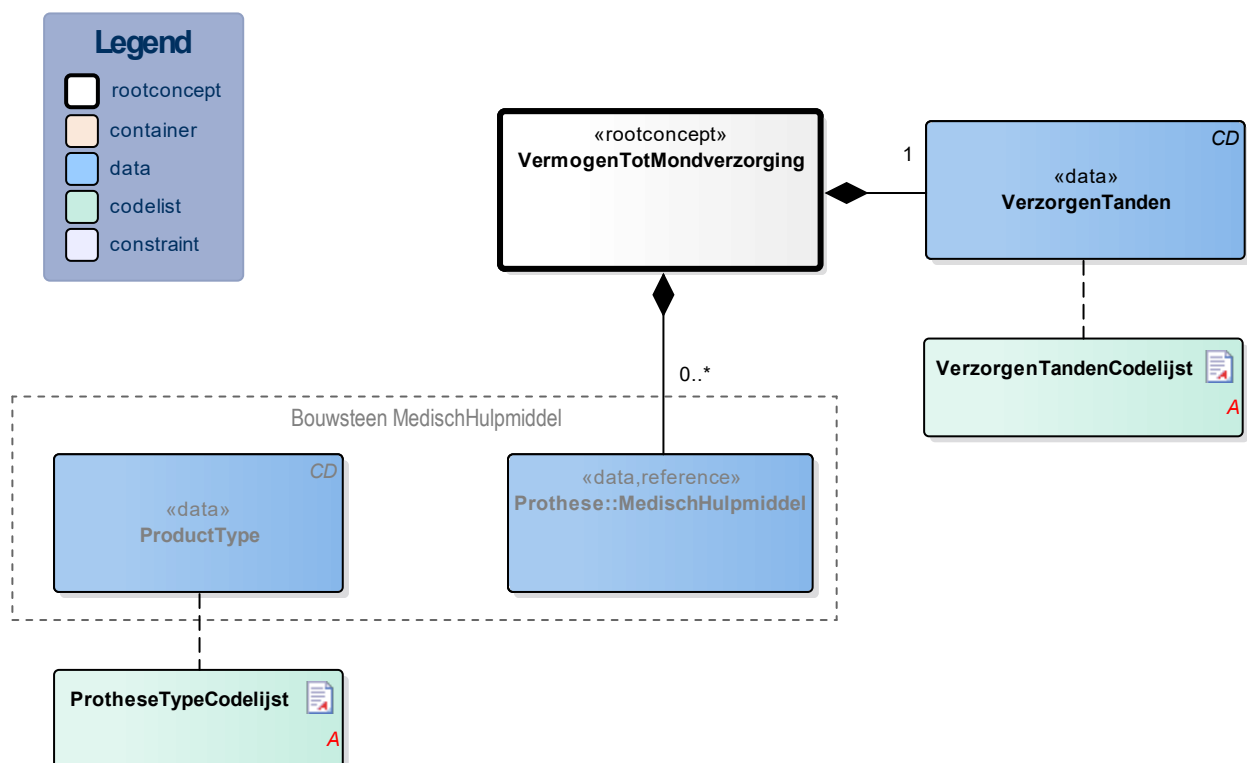 Legend
rootconcept
container
data
codelist
constraint
«rootconcept»
VermogenTotMondverzorging
1
CD
«data»
VerzorgenTanden
VerzorgenTandenCodelijst
A
0..*
Bouwsteen MedischHulpmiddel
CD
«data»
ProductType
«data,reference»
Prothese::MedischHulpmiddel
ProtheseTypeCodelijst
A